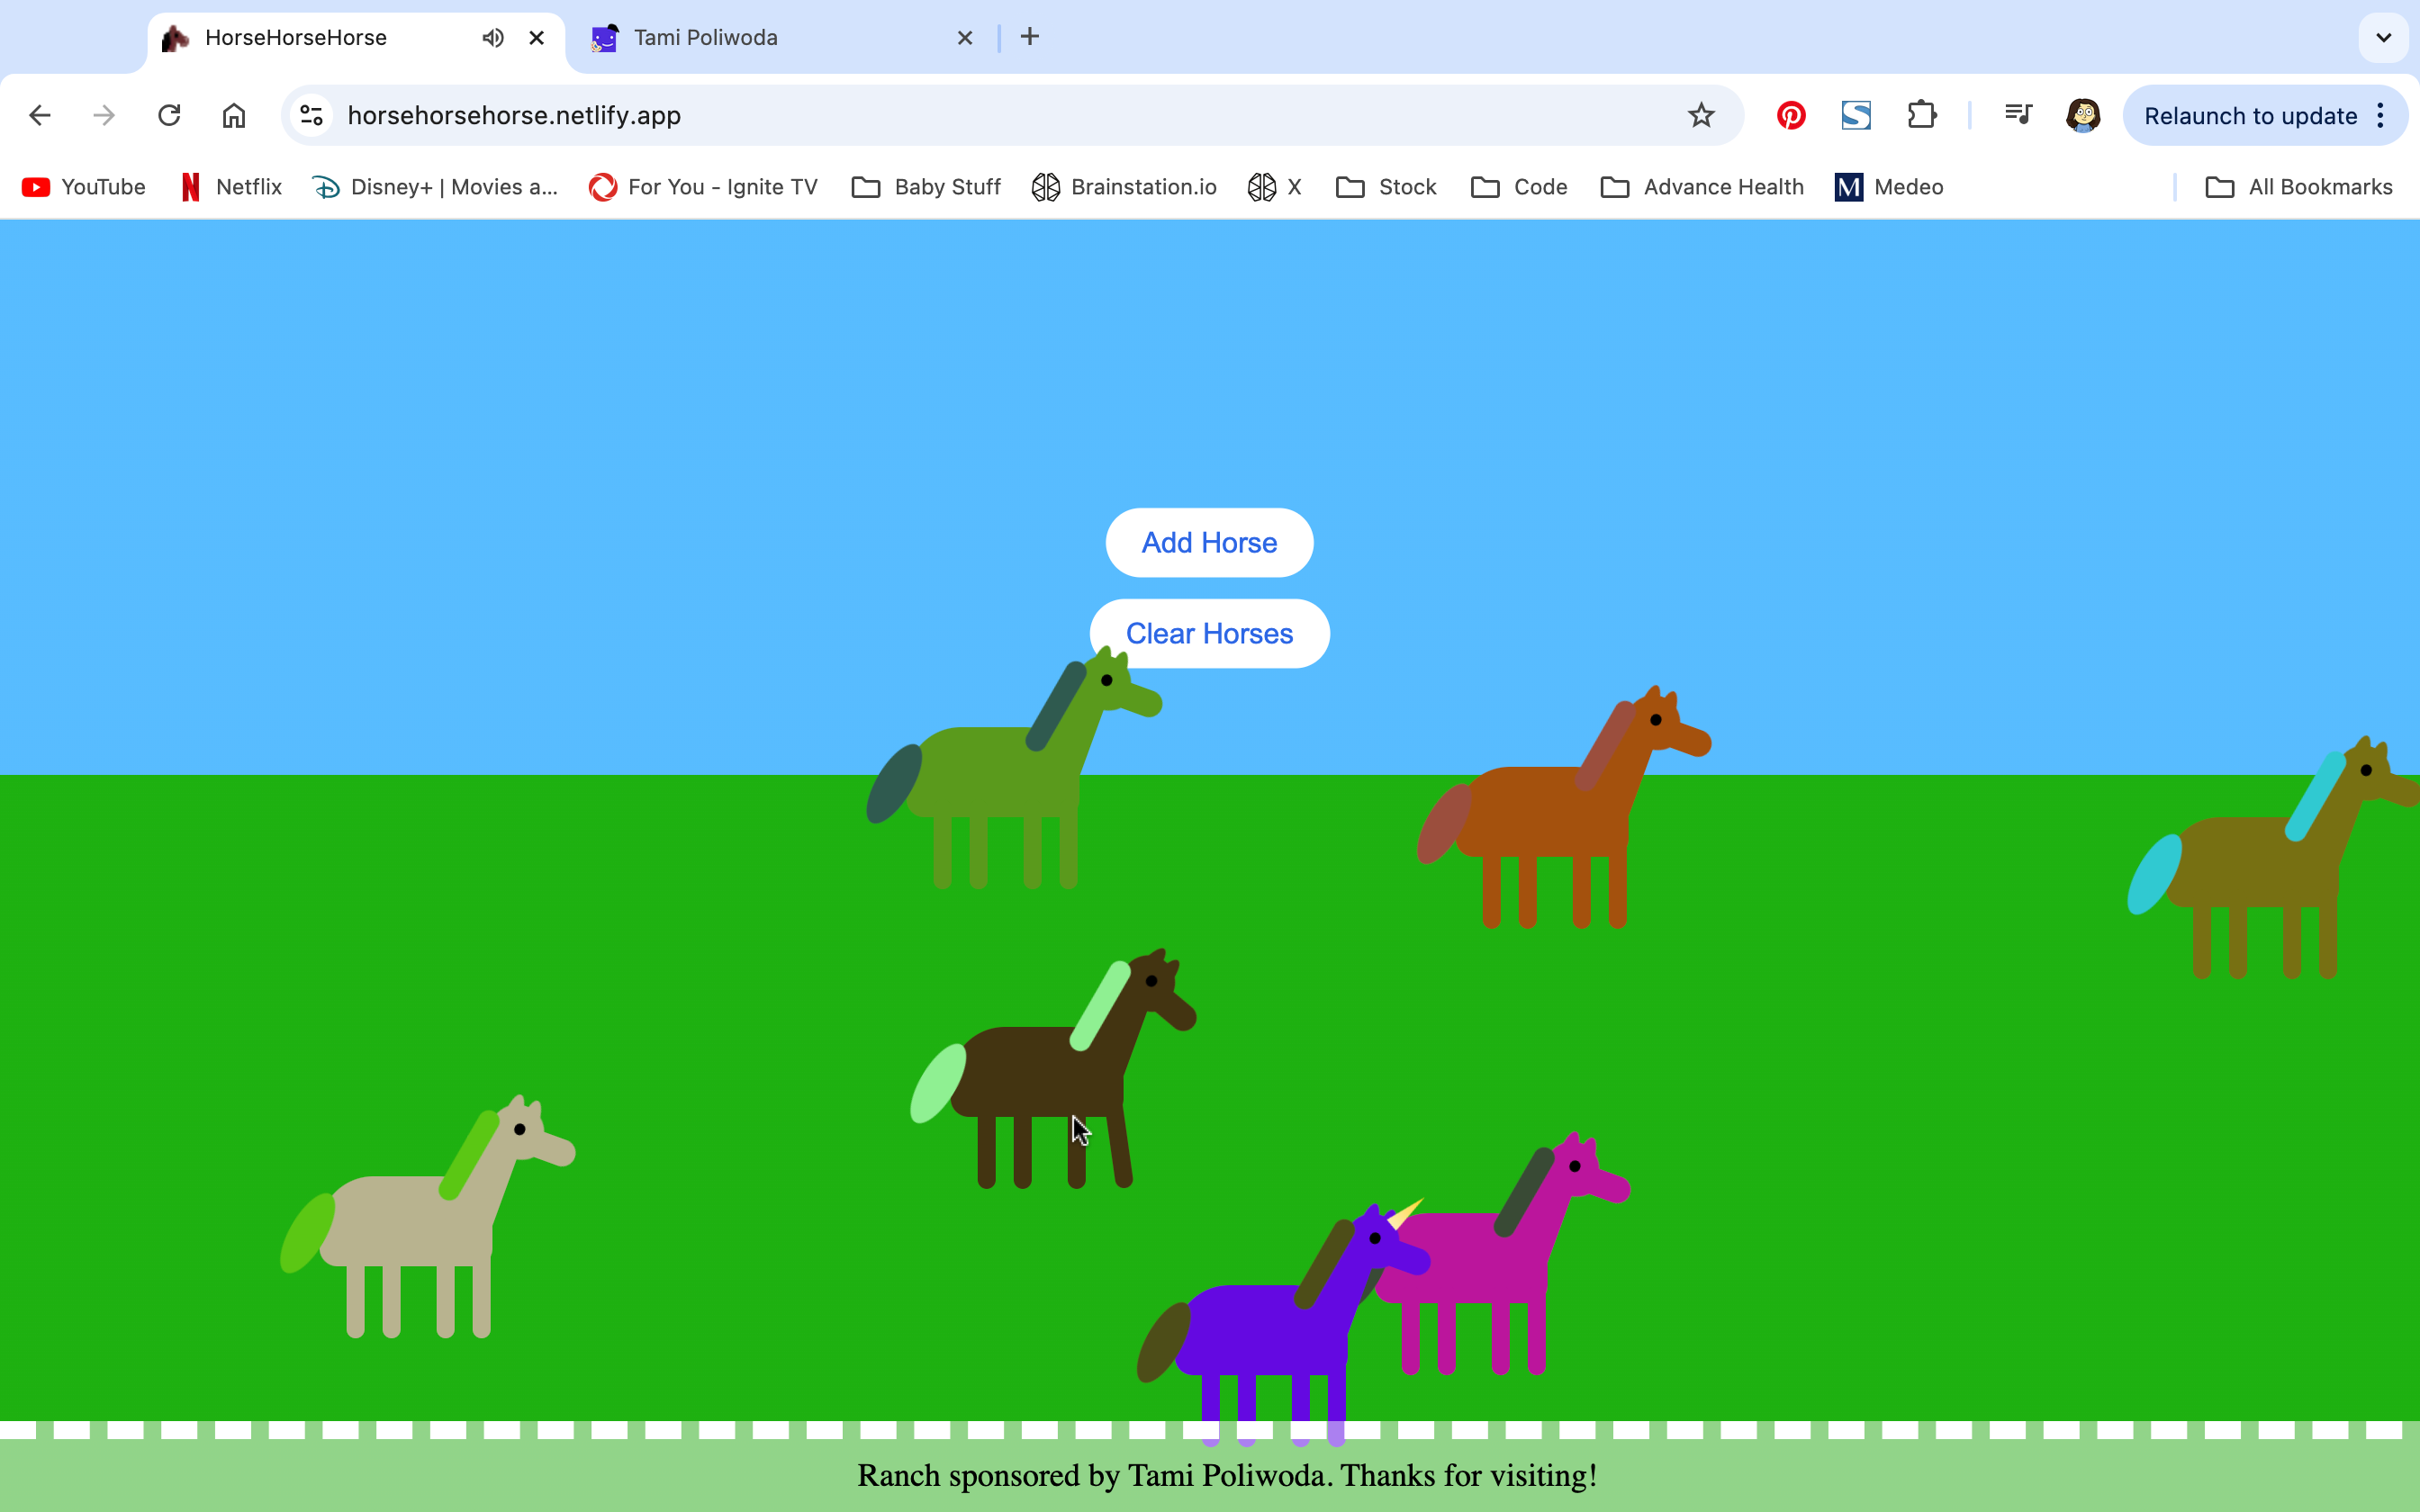 HorseHorseHorse
Tami Poliwoda
horsehorsehorse.netlify.app
Relaunch to update
YouTube
Netflix
Disney+ | Movies a...
For You - Ignite TV
Baby Stuff
Brainstation.io
X
Stock
Code
Advance Health
M Medeo
All Bookmarks
Add Horse
Clear Horses
Ranch sponsored by Tami Poliwoda. Thanks for visiting!